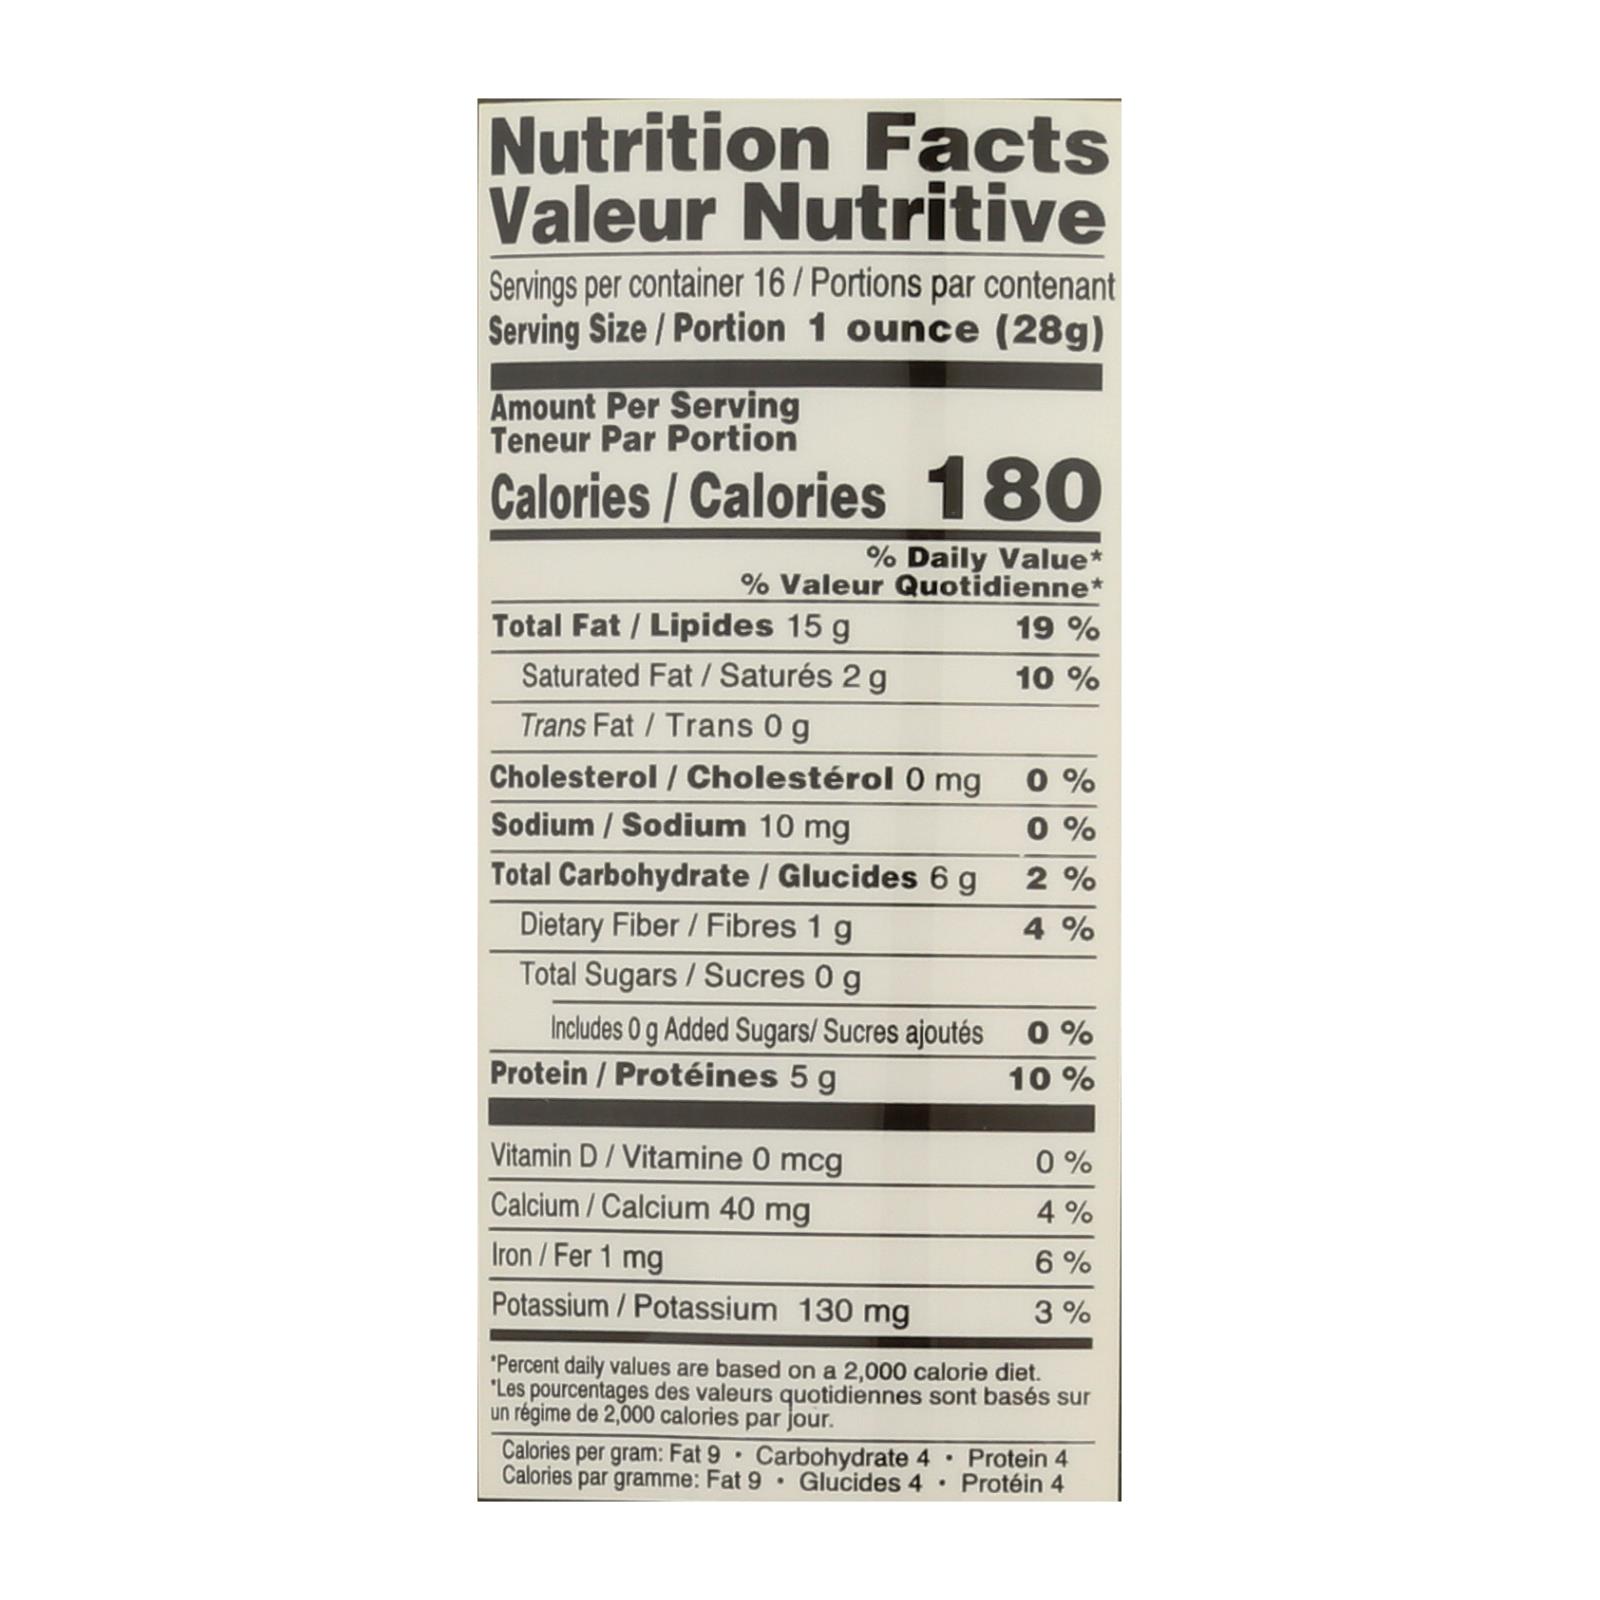 Nutrition Facts
Valeur Nutritive
Servings per container 16 / Portions par contenant
Serving Size / Portion 1 ounce (28g)
Amount Per Serving
Teneur Par Portion
Calories / Calories 180
% Daily Value*
% Valeur Quotidienne*
Total Fat / Lipides 15 g 19 %
Saturated Fat / Saturés 2 g 10 %
Trans Fat / Trans 0 g
Cholesterol / Cholestérol 0 mg 0 %
Sodium / Sodium 10 mg 0 %
Total Carbohydrate / Glucides 6 g 2 %
Dietary Fiber / Fibres 1 g 4 %
Total Sugars / Sucres 0 g
Includes 0 g Added Sugars/ Sucres ajoutés 0 %
Protein / Protéines 5 g 10 %
Vitamin D / Vitamine 0 mcg 0 %
Calcium / Calcium 40 mg 4 %
Iron / Fer 1 mg 6 %
Potassium / Potassium 130 mg 3 %
*Percent daily values are based on a 2,000 calorie diet.
*Les pourcentages des valeurs quotidiennes sont basés sur
un régime de 2,000 calories par jour.
Calories per gram: Fat 9 • Carbohydrate 4 • Protein 4
Calories par gramme: Fat 9 • Glucides 4 • Protéin 4